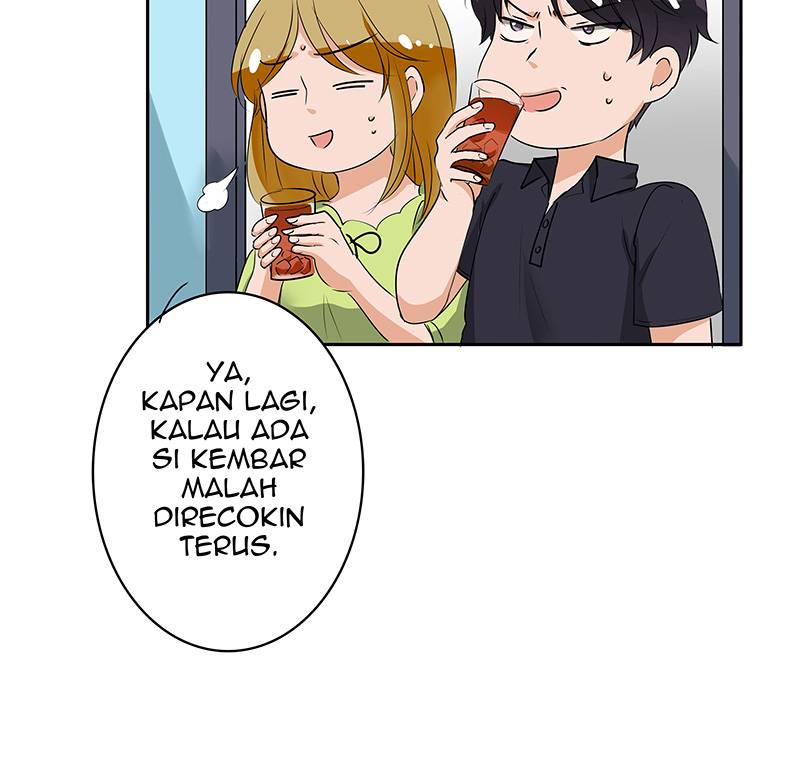 YA,
KAPAN LAGI,
KALAU ADA
SI KEMBAR
MALAH
DIRECOKIN
TERUS.